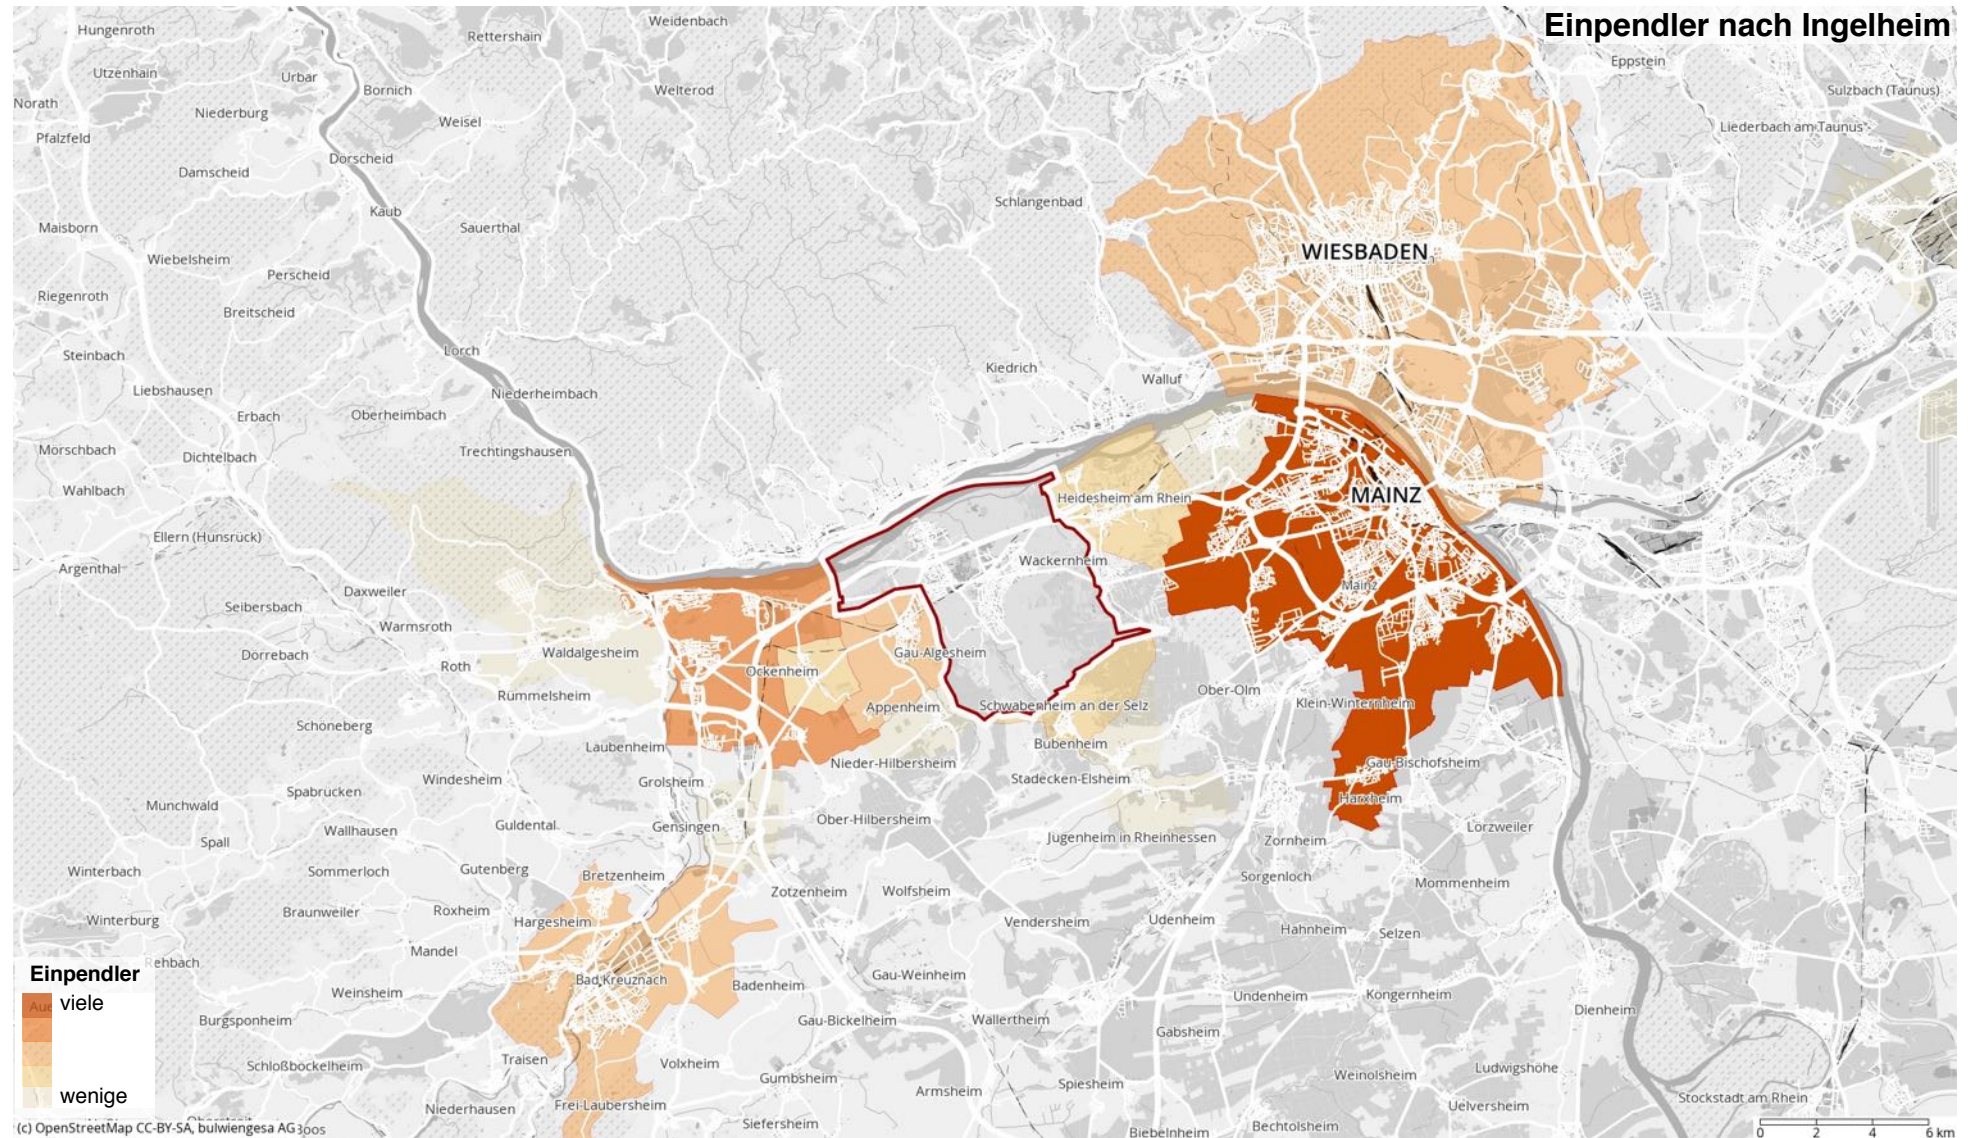 Einpendler nach Ingelheim
Hungenroth
Weidenbach
Rettershain
Utzenhain
Urbar
Bornich
Welterod
Eppstein
Sulzbach (Taunus)
Norath
Niederburg
Weisel
Liederbach am Taunus
Pfalzfeld
Dorscheid
Damscheid
Kaub
Schlangenbad
Maisborn
Sauerthal
Wiebelsheim
WIESBADEN
Perscheid
Riegenroth
Breitscheid
Steinbach
Lorch
Kiedrich
Walluf
Liebshausen
Niederheimbach
Erbach
Oberheimbach
Morschbach
Dichtelbach
Trechtingshausen
Wahlbach
Heidesheim am Rhein
MAINZ
Ellern (Hunsrück)
Argenthal
Wackernheim
Daxweiler
Mainz
Seibersbach
Warmsroth
Dörrebach
Roth
Waldalgesheim
Gau-Algesheim
Ockenheim
Rümmelsheim
Appenheim
Schwabenheim an der Selz
Ober-Olm
Klein-Winternheim
Schöneberg
Laubenheim
Bubenheim
Nieder-Hilbersheim
Gau-Bischofsheim
Windesheim
Grolsheim
Stadecken-Elsheim
Münchwald
Spabrücken
Harxheim
Wallhausen
Guldental
Gensingen
Ober-Hilbersheim
Jugenheim in Rheinhessen
Zornheim
Lörzweiler
Spall
Winterbach
Sommerloch
Gutenberg
Bretzenheim
Zotzenheim
Wolfsheim
Sorgenloch
Mommenheim
Winterburg
Braunweiler
Roxheim
Hargesheim
Vendersheim
Udenheim
Hahnheim
Selzen
Mandel
Rehbach
Bad Kreuznach
Gau-Weinheim
Badenheim
Weinsheim
Undenheim
Köngernheim
Dienheim
Burgsponheim
Gau-Bickelheim
Wallertheim
Gabsheim
Traisen
Schloßböckelheim
Volxheim
Gumbsheim
Armsheim
Spiesheim
Weinolsheim
Ludwigshöhe
Niederhausen
Frei-Laubersheim
Siefersheim
Biebelnheim
Bechtolsheim
Uelversheim
Stockstadt am Rhein
Einpendler
viele
wenige
(c) OpenStreetMap CC-BY-SA, bulwiengesa AG
0 2 4 6 km